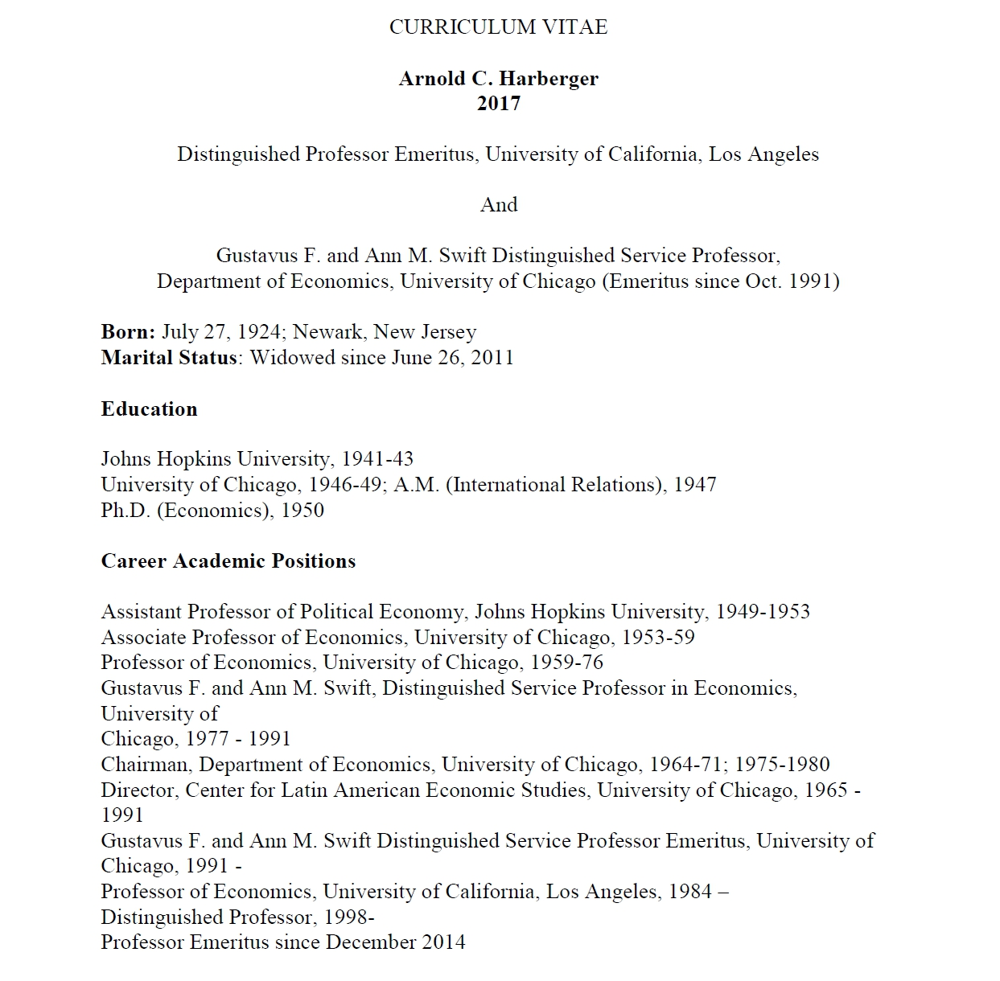 CURRICULUM VITAE
Arnold C. Harberger
2017
Distinguished Professor Emeritus, University of California, Los Angeles
And
Gustavus F. and Ann M. Swift Distinguished Service Professor,
Department of Economics, University of Chicago (Emeritus since Oct. 1991)
Born: July 27, 1924; Newark, New Jersey
Marital Status: Widowed since June 26, 2011
Education
Johns Hopkins University, 1941-43
University of Chicago, 1946-49; A.M. (International Relations), 1947
Ph.D. (Economics), 1950
Career Academic Positions
Assistant Professor of Political Economy, Johns Hopkins University, 1949-1953
Associate Professor of Economics, University of Chicago, 1953-59
Professor of Economics, University of Chicago, 1959-76
Gustavus F. and Ann M. Swift, Distinguished Service Professor in Economics,
University of
Chicago, 1977 - 1991
Chairman, Department of Economics, University of Chicago, 1964-71; 1975-1980
Director, Center for Latin American Economic Studies, University of Chicago, 1965 -
1991
Gustavus F. and Ann M. Swift Distinguished Service Professor Emeritus, University of
Chicago, 1991 -
Professor of Economics, University of California, Los Angeles, 1984 –
Distinguished Professor, 1998-
Professor Emeritus since December 2014